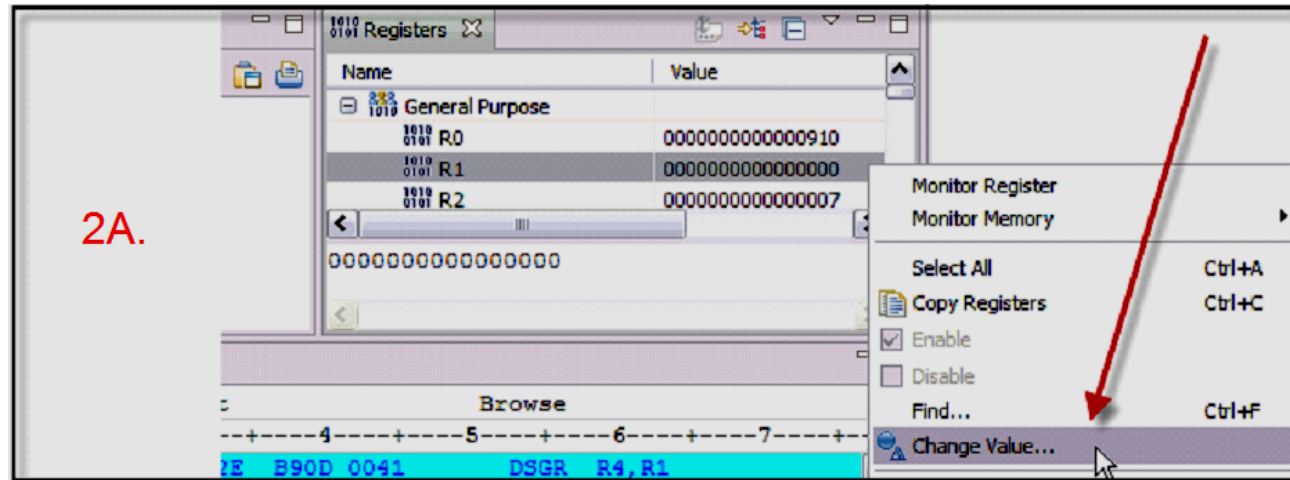 Registers
Name Value
General Purpose
R0 0000000000000910
R1 0000000000000000
R2 0000000000000007
2A.
0000000000000000
Monitor Register
Monitor Memory
Select All Ctrl+A
Copy Registers Ctrl+C
Enable
Disable
Find... Ctrl+F
Change Value...
Browse
--+----4----+----5----+----6----+----7----+--
2E B90D 0041 DSGR R4,R1